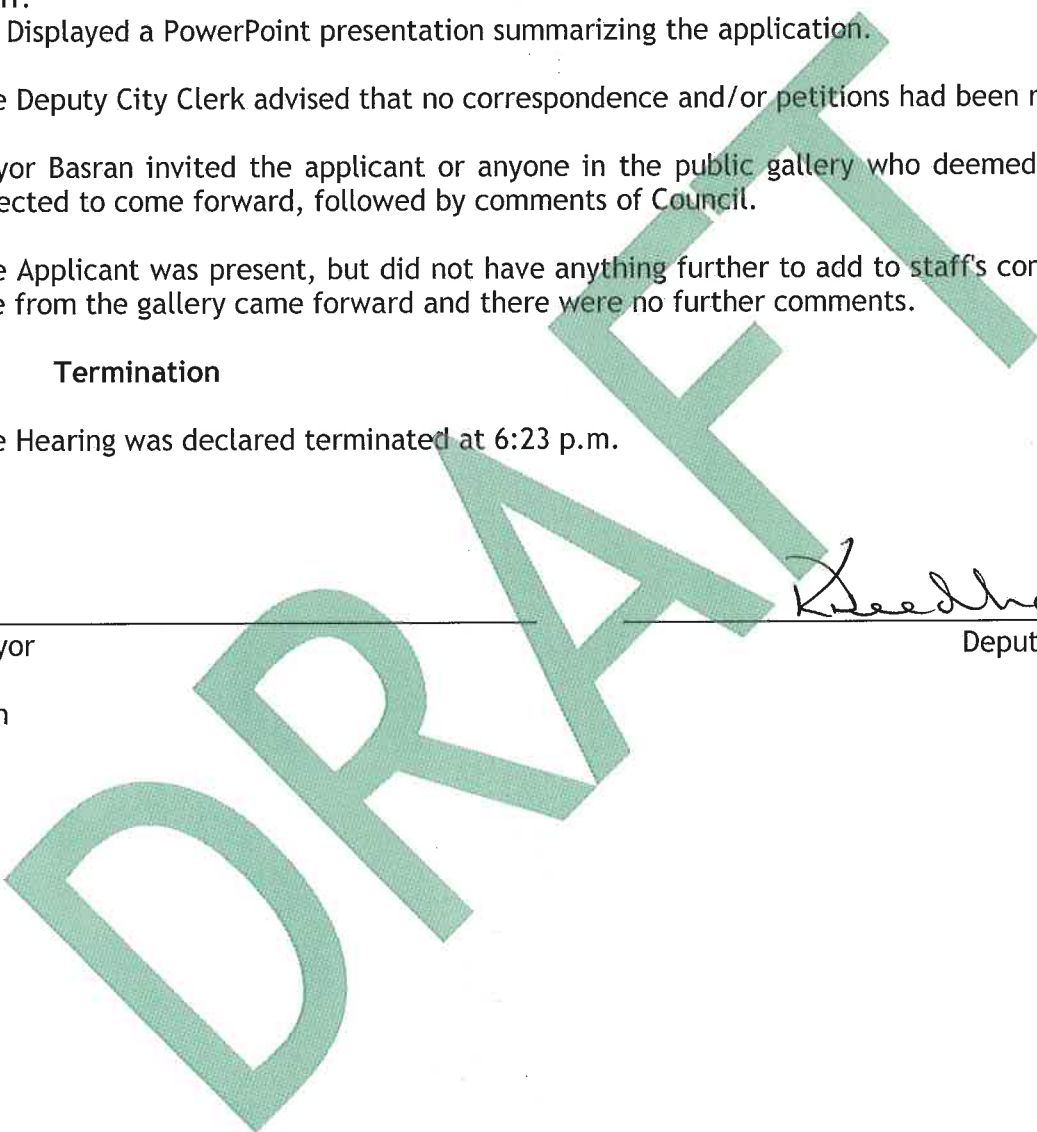 Displayed a PowerPoint presentation summarizing the application.
e Deputy City Clerk advised that no correspondence and/or petitions had been r
yor Basran invited the applicant or anyone in the public gallery who deemed
ected to come forward, followed by comments of Council.
e Applicant was present, but did not have anything further to add to staff's cor
e from the gallery came forward and there were no further comments.
Termination
e Hearing was declared terminated at 6:23 p.m.
yor
Deput
n
DRAFT